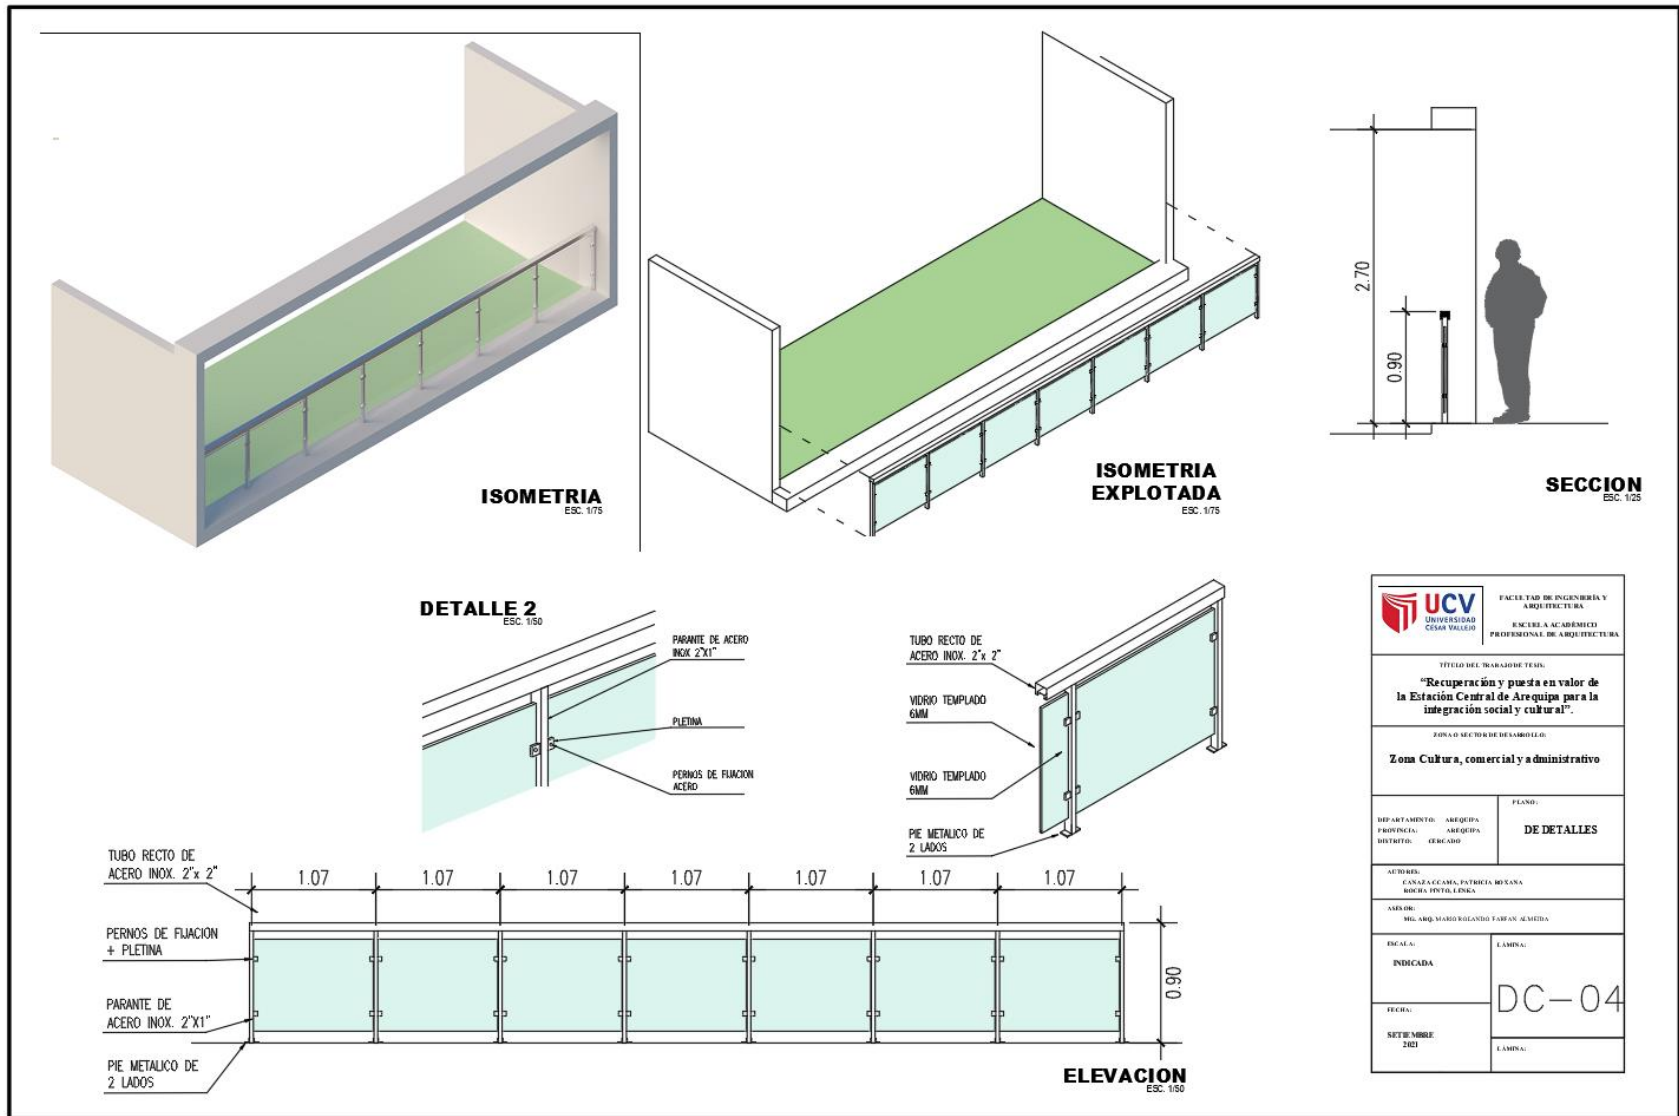 ISOMETRIA
ESC. 1/75
ISOMETRIA
EXPLOTADA
ESC. 1/75
2.70
0.90
SECCION
ESC. 1/25
DETALLE 2
ESC. 1/50
PARANTE DE ACERO
INOX 2"X1"
PLETINA
PERNOS DE FIJACION
ACERO
TUBO RECTO DE
ACERO INOX. 2"x 2"
VIDRIO TEMPLADO
6MM
VIDRIO TEMPLADO
6MM
PIE METALICO DE
2 LADOS
TUBO RECTO DE
ACERO INOX. 2"x 2"
1.07 1.07 1.07 1.07 1.07 1.07 1.07
PERNOS DE FIJACION
+ PLETINA
PARANTE DE
ACERO INOX. 2"X1"
PIE METALICO DE
2 LADOS
0.90
ELEVACION
ESC. 1/50
UCV
UNIVERSIDAD
CÉSAR VALLEJO
FACULTAD DE INGENIERÍA Y
ARQUITECTURA
ESCUELA ACADÉMICO
PROFESIONAL DE ARQUITECTURA
TÍTULO DEL TRABAJO DE TESIS:
"Recuperación y puesta en valor de
la Estación Central de Arequipa para la
integración social y cultural".
ZONA O SECTOR DE DESARROLLO:
Zona Cultura, comercial y administrativo
DEPARTAMENTO: AREQUIPA
PROVINCIA: AREQUIPA
DISTRITO: CERCADO
PLANO:
DE DETALLES
AUTORES:
CANAZA CCAMA, PATRICIA ROXANA
ROCHA PINTO, LENKA
ASESOR:
MG. ARQ. MARIO ROLANDO FARFAN ALMEIDA
ESCALA:
INDICADA
LÁMINA:
DC-04
FECHA:
SETIEMBRE
2021
LÁMINA: